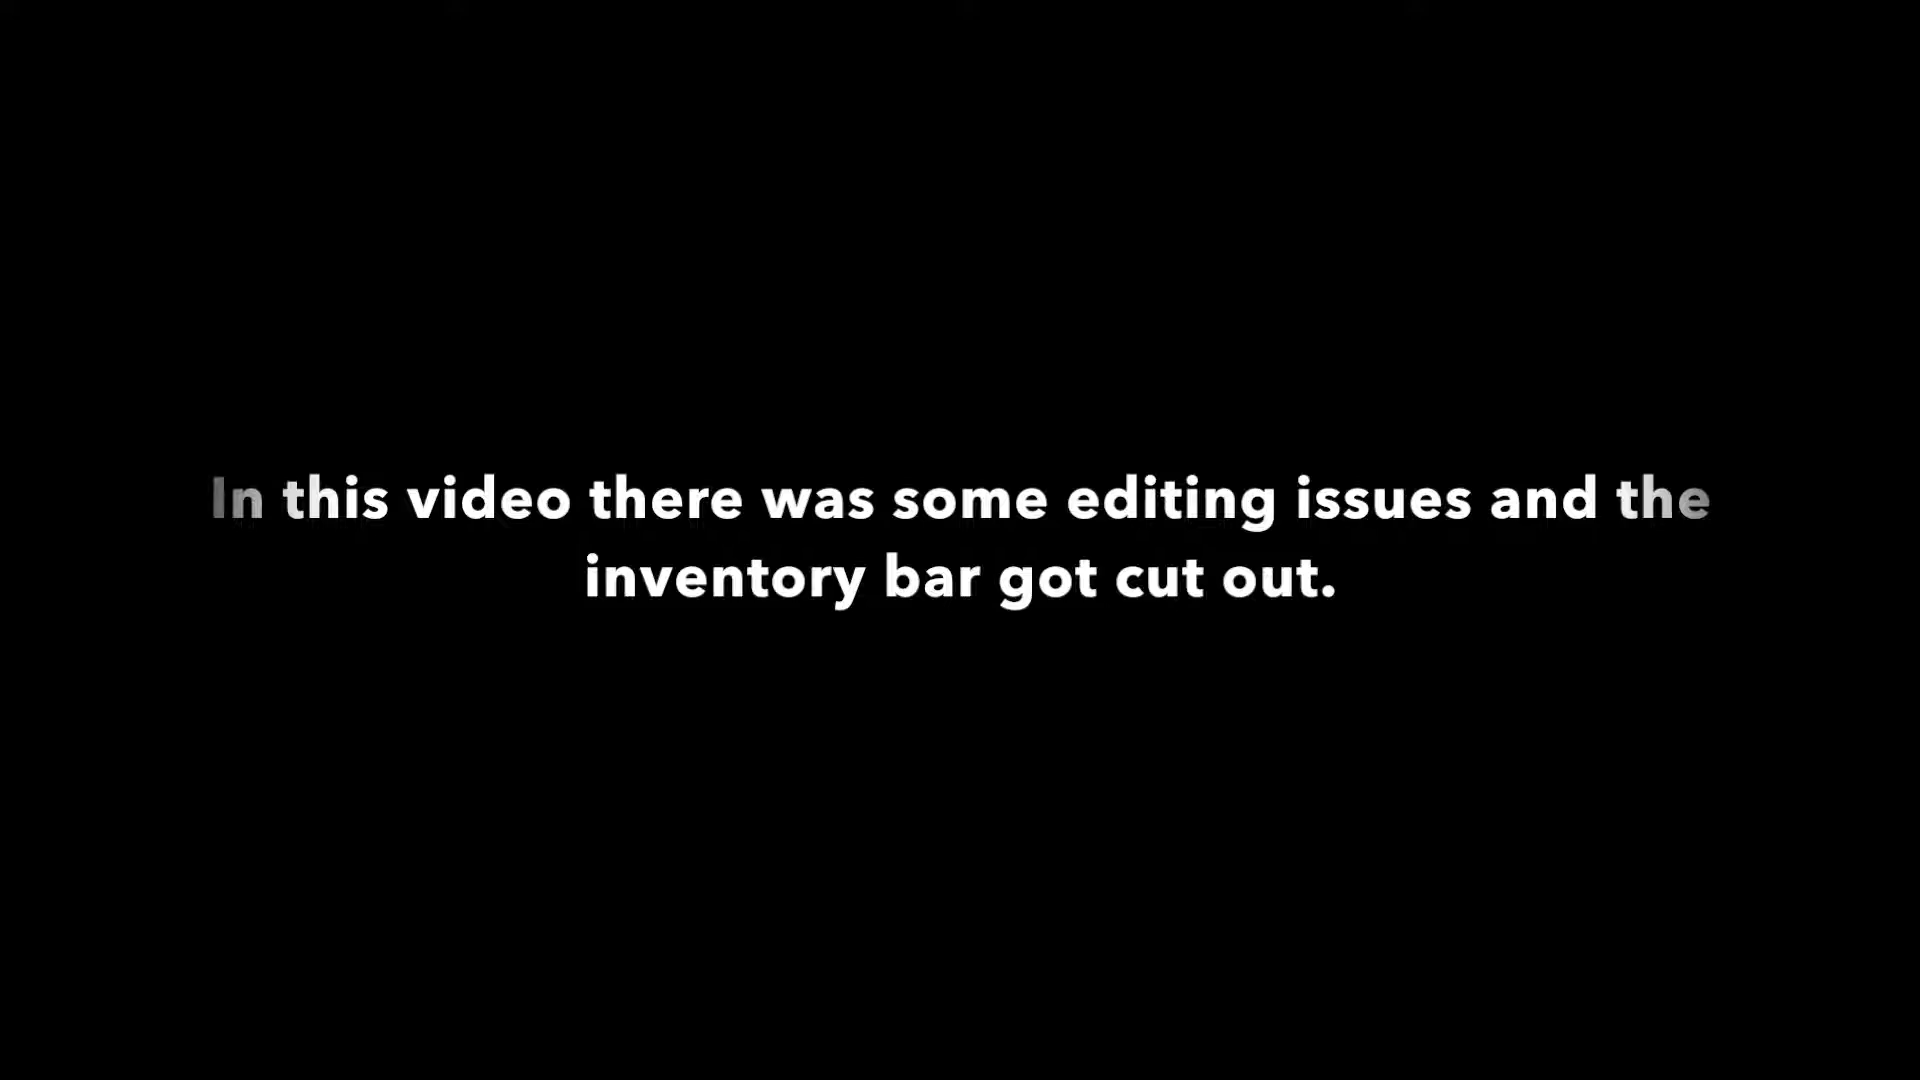 In this video there was some editing issues and the
inventory bar got cut out.